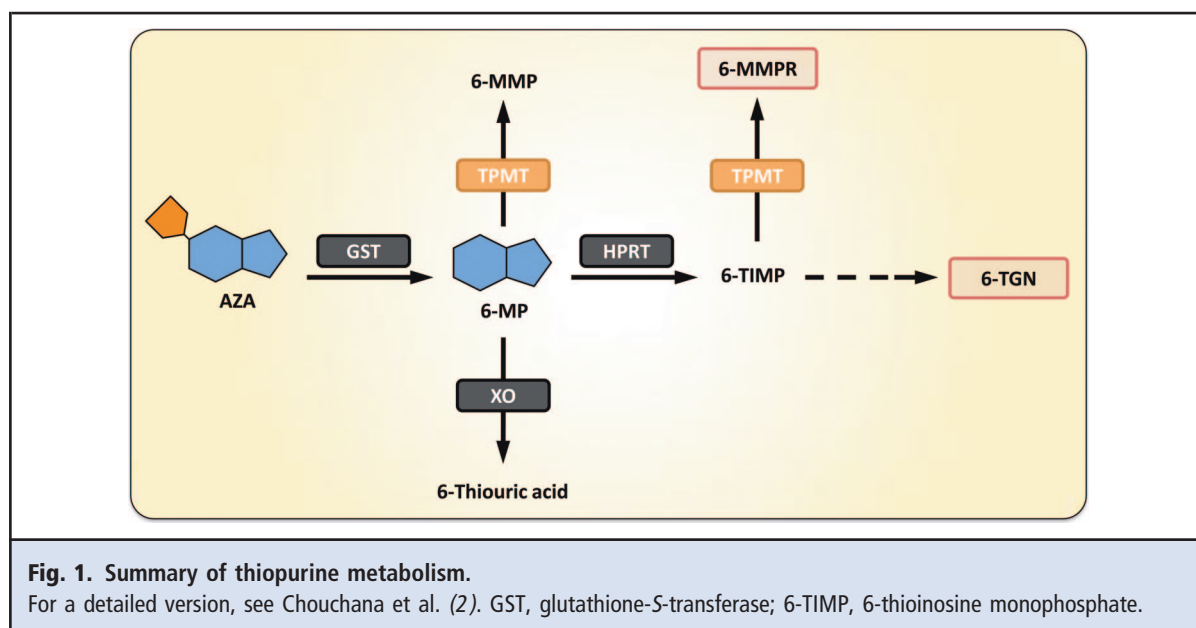 6-MMP
6-MMPR
TPMT
TPMT
GST
HPRT
AZA
6-MP
6-TIMP
6-TGN
XO
6-Thiouric acid
Fig. 1. Summary of thiopurine metabolism.
For a detailed version, see Chouchana et al. (2). GST, glutathione-S-transferase; 6-TIMP, 6-thioinosine monophosphate.